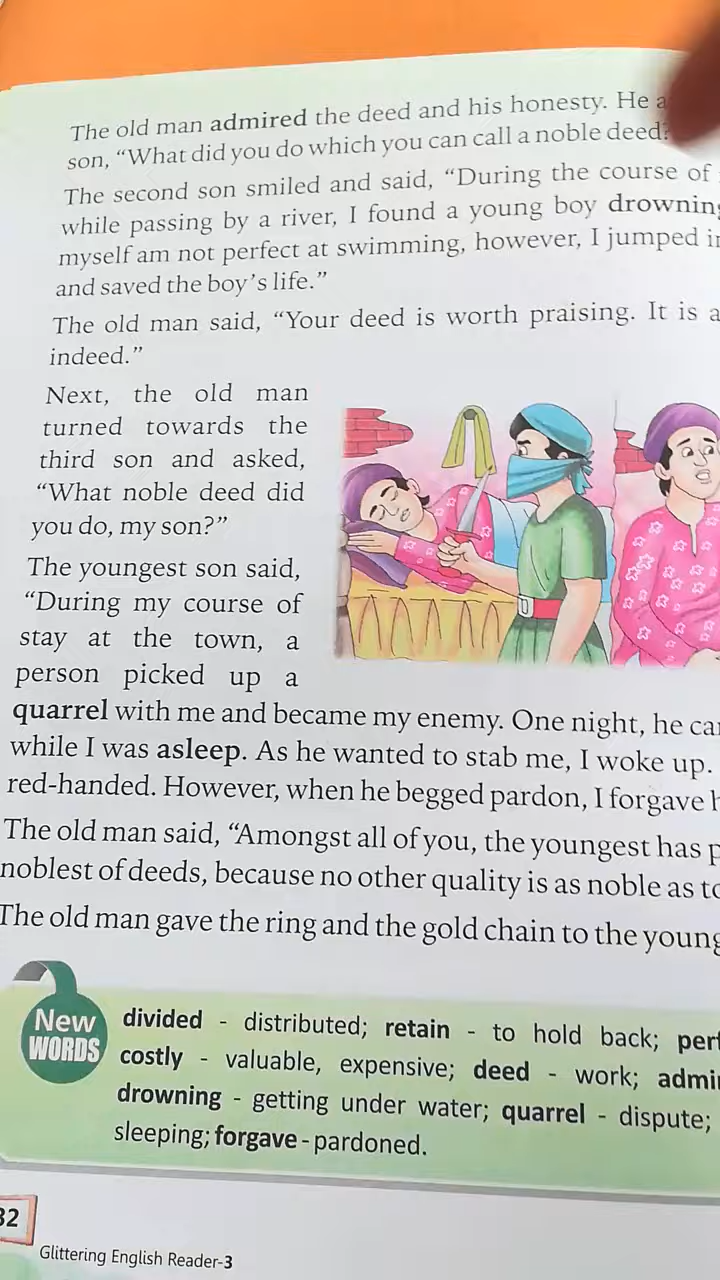 The old man admired the deed and his honesty. He
son, “What did you do which you can call a noble deed?
The second son smiled and said, “During the course of
while passing by a river, I found a young boy
myself am not perfect at swimming, however, I jumped
and saved the boy’s life.”
The old man said, “Your deed is worth praising. It is a
indeed.”
Next, the old man
turned towards the
third son and asked,
“What noble deed did
you do, my son?”
The youngest son said,
“During my course of
stay at the town, a
person picked up a
quarrel with me and became my enemy. One night, he
while I was asleep. As he wanted to stab me, I woke up.
red-handed. However, when he begged pardon, I forgave
The old man said, “Amongst all of you, the youngest has
noblest of deeds, because no other quality is as noble as
The old man gave the ring and the gold chain to the
New
WORDS
divided - distributed; retain - to hold back;
costly - valuable, expensive; deed - work;
drowning - getting under water; quarrel - dispute;
sleeping; forgave - pardoned.
32
Glittering English Reader-3